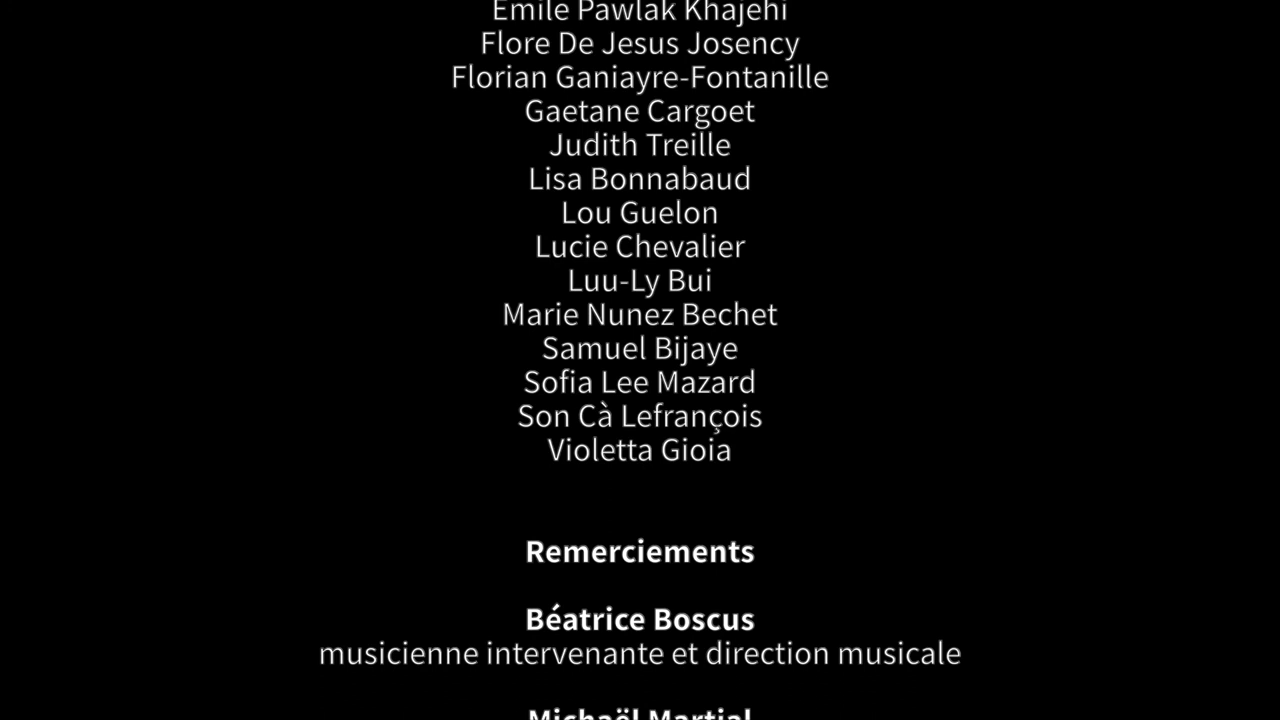 Emile Pawlak Khajehi
Flore De Jesus Josency
Florian Ganiayre-Fontanille
Gaetane Cargoet
Judith Treille
Lisa Bonnabaud
Lou Guelon
Lucie Chevalier
Luu-Ly Bui
Marie Nunez Bechet
Samuel Bijaye
Sofia Lee Mazard
Son Cà Lefrançois
Violetta Gioia
Remerciements
Béatrice Boscus
musicienne intervenante et direction musicale
Michaël Martial